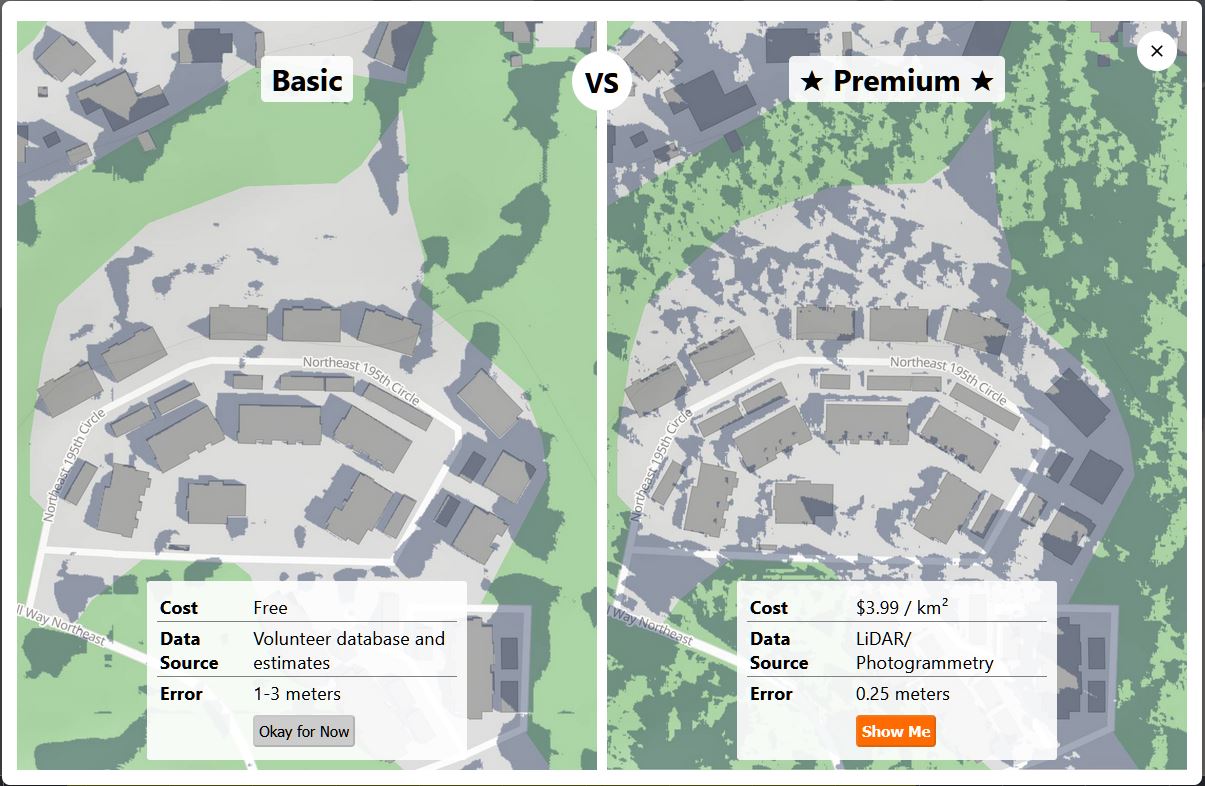 Basic
VS
★ Premium ★
×
Northeast 195th Circle
Northeast 195th Circle
ll Way Northeast
Cost Free
Data Source Volunteer database and
estimates
Error 1-3 meters
Okay for Now
Northeast 195th Circle
Northeast 195th Circle
Way Northeast
Cost $3.99 / km²
Data Source LiDAR/
Photogrammetry
Error 0.25 meters
Show Me